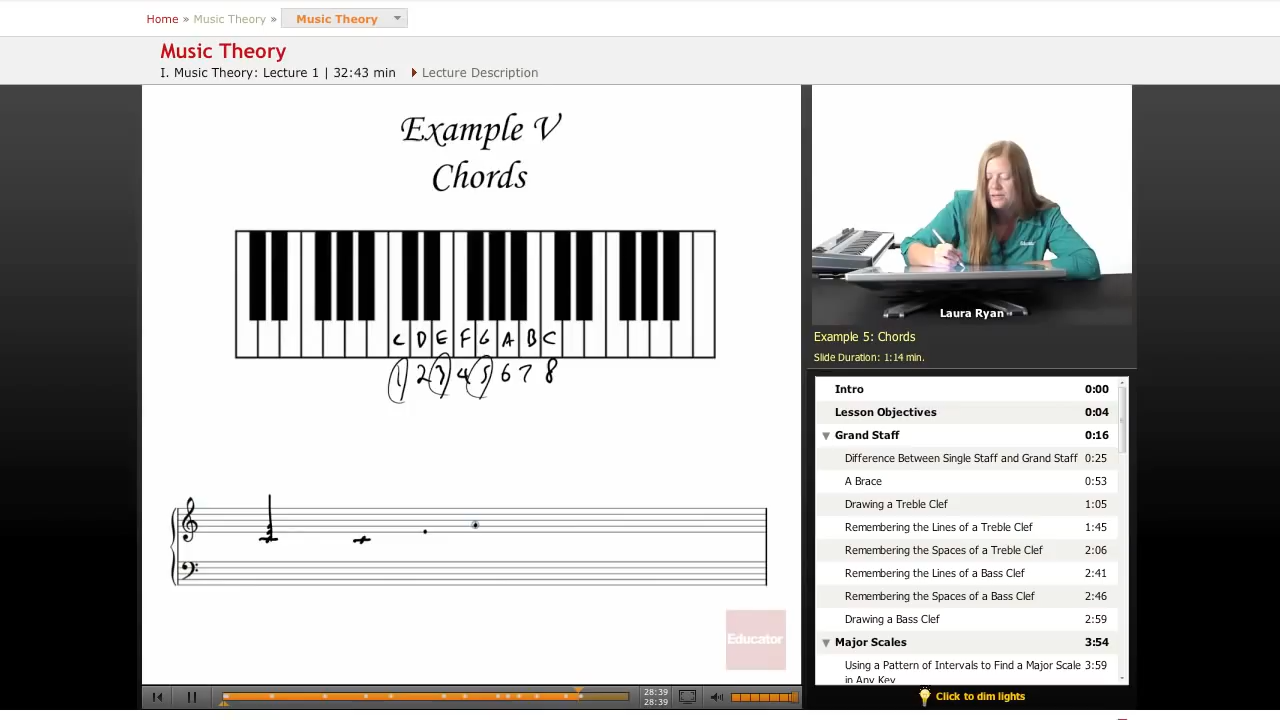 Home » Music Theory » Music Theory
Music Theory
I. Music Theory: Lecture 1 | 32:43 min Lecture Description
Example V
Chords
C D E F G A B C
1 2 3 4 5 6 7 8
Educator
28:39
28:39
Laura Ryan
Example 5: Chords
Slide Duration: 1:14 min.
Intro 0:00
Lesson Objectives 0:04
Grand Staff 0:16
Difference Between Single Staff and Grand Staff 0:25
A Brace 0:53
Drawing a Treble Clef 1:05
Remembering the Lines of a Treble Clef 1:45
Remembering the Spaces of a Treble Clef 2:06
Remembering the Lines of a Bass Clef 2:41
Remembering the Spaces of a Bass Clef 2:46
Drawing a Bass Clef 2:59
Major Scales 3:54
Using a Pattern of Intervals to Find a Major Scale 3:59
in Any Key
Click to dim lights